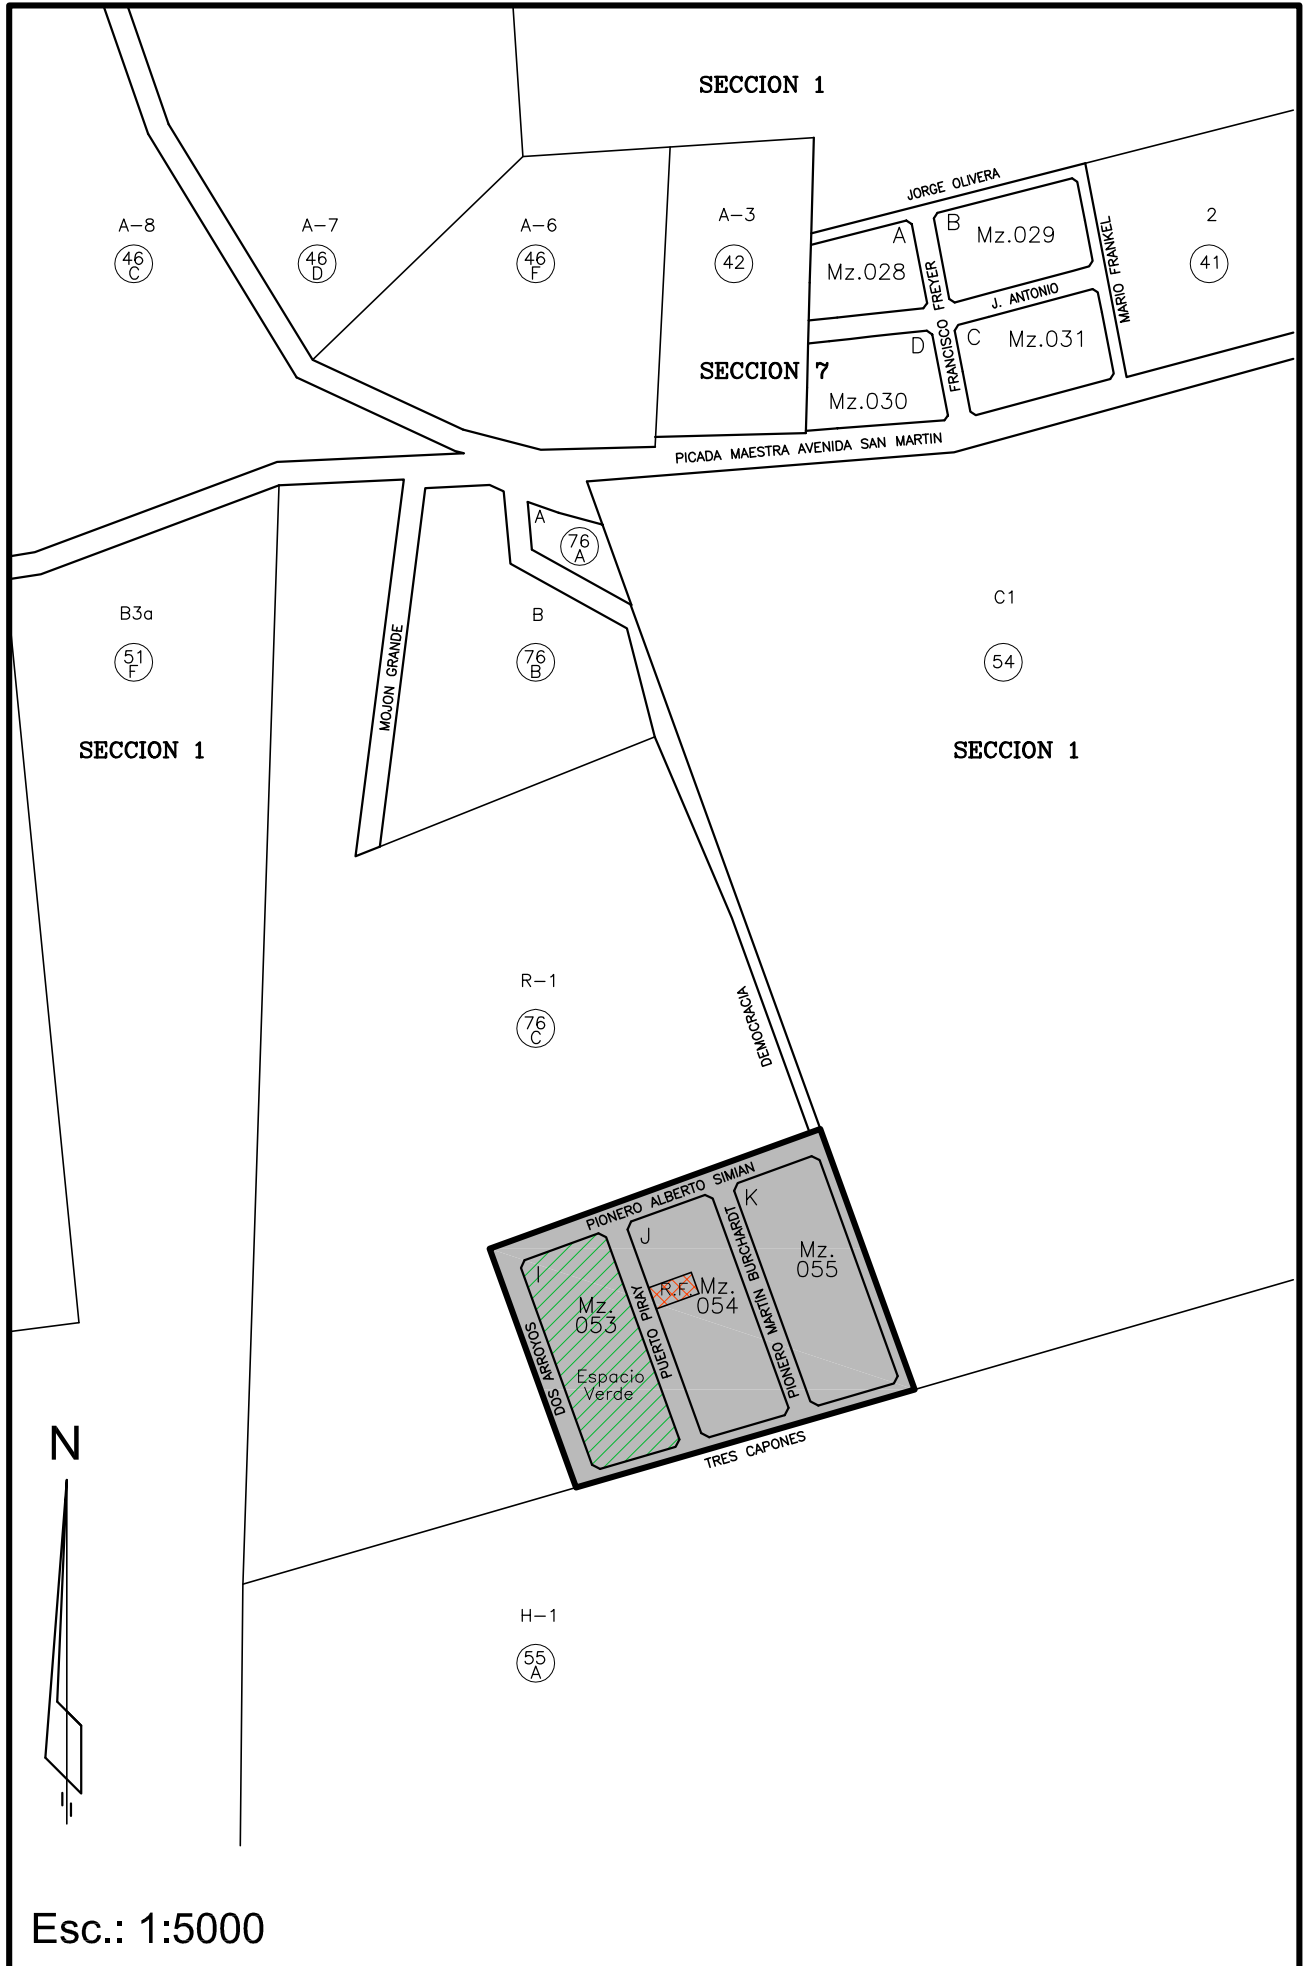 SECCION 1
JORGE OLIVERA
A-8
46
C
A-7
46
D
A-6
46
F
A-3
42
A
Mz.028
B
Mz.029
FRANCISCO FREYER
MARIO FRANKEL
2
41
J. ANTONIO
SECCION 7
D
Mz.030
C
Mz.031
PICADA MAESTRA AVENIDA SAN MARTIN
A
76
A
B3a
51
F
SECCION 1
MOJON GRANDE
B
76
B
C1
54
SECCION 1
R-1
76
C
DEMOCRACIA
PIONERO ALBERTO SIMIAN
I
Mz.
053
Espacio
Verde
DOS ARROYOS
PUERTO PIRAY
J
R.F.
Mz.
054
PIONERO MARTIN BURCHARDT
K
Mz.
055
TRES CAPONES
N
H-1
55
A
Esc.: 1:5000